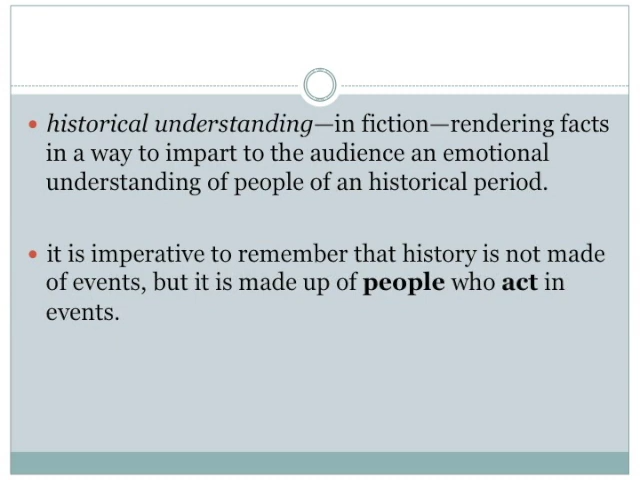 • historical understanding—in fiction—rendering facts
in a way to impart to the audience an emotional
understanding of people of an historical period.
• it is imperative to remember that history is not made
of events, but it is made up of people who act in
events.